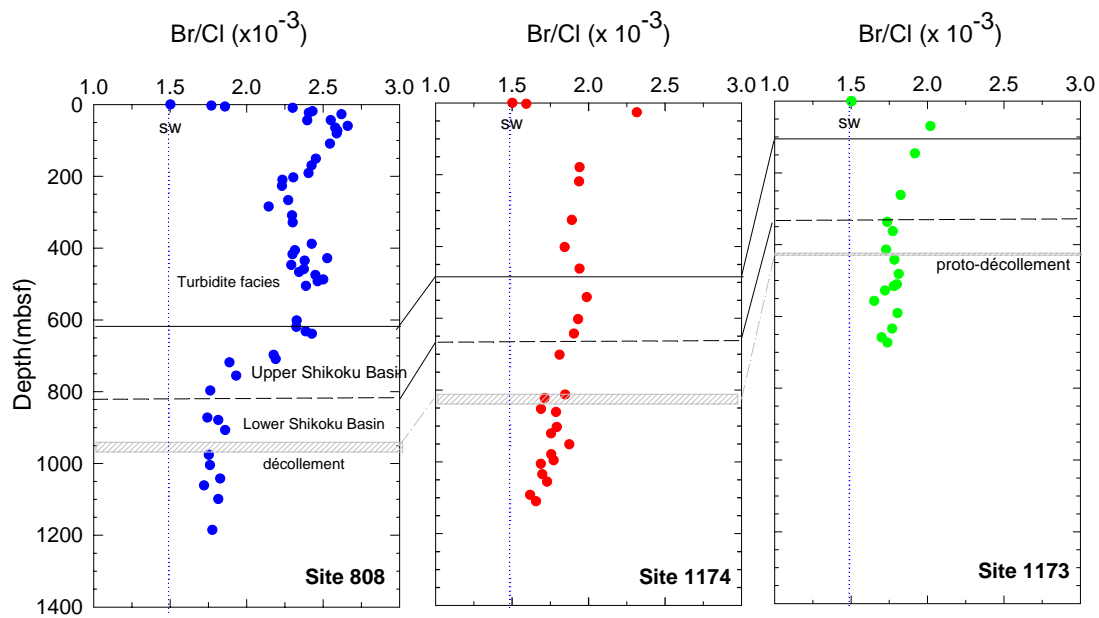 Br/Cl (x10-3)
Br/Cl (x 10-3)
Br/Cl (x 10-3)
1.0 1.5 2.0 2.5 3.0
1.0 1.5 2.0 2.5 3.0
1.0 1.5 2.0 2.5 3.0
Depth(mbsf)
0
200
400
600
800
1000
1200
1400
sw
Turbidite facies
Upper Shikoku Basin
Lower Shikoku Basin
décollement
Site 808
sw
Site 1174
sw
proto-décollement
Site 1173